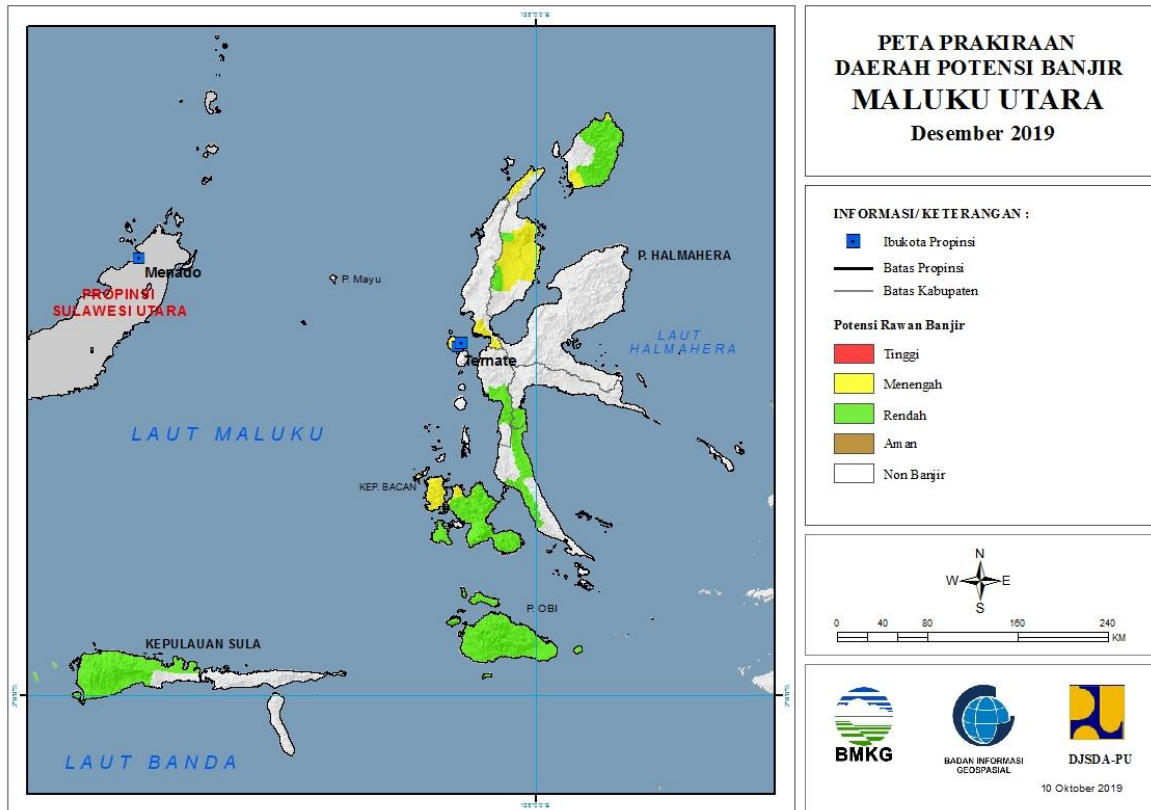 PETA PRAKIRAAN
DAERAH POTENSI BANJIR
MALUKU UTARA
Desember 2019
INFORMASI/ KETERANGAN :
Ibukota Propinsi
Batas Propinsi
Batas Kabupaten
Potensi Rawan Banjir
Tinggi
Menengah
Rendah
Aman
Non Banjir
N
W E
S
0 40 80 160 240
KM
BMKG
BADAN INFORMASI
GEOSPASIAL
DJSDA-PU
10 Oktober 2019
P. HALMAHERA
Menado
P. Mayu
PROPINSI
SULAWESI UTARA
LAUT
HALMAHERA
Ternate
LAUT MALUKU
KEP. BACAN
P. OBI
KEPULAUAN SULA
LAUT BANDA